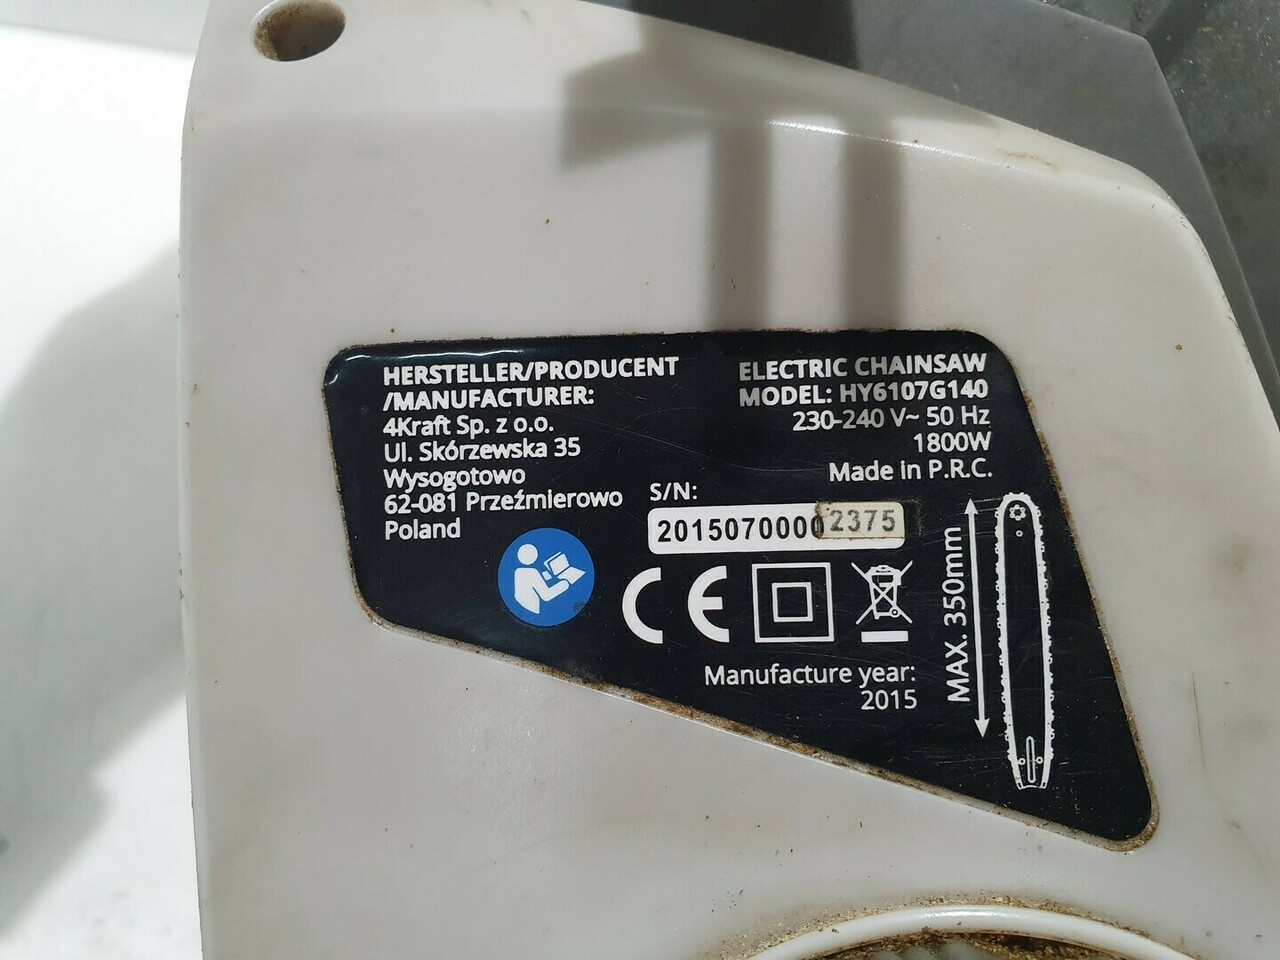 HERSTELLER/PRODUCENT
/MANUFACTURER:
4Kraft Sp. z o.o.
Ul. Skórzewska 35
Wysogotowo
62-081 Przeźmierowo
Poland
ELECTRIC CHAINSAW
MODEL: HY6107G140
230-240 V~ 50 Hz
1800W
Made in P.R.C.
S/N:
20150700002375
CE
Manufacture year:
2015
MAX. 350mm